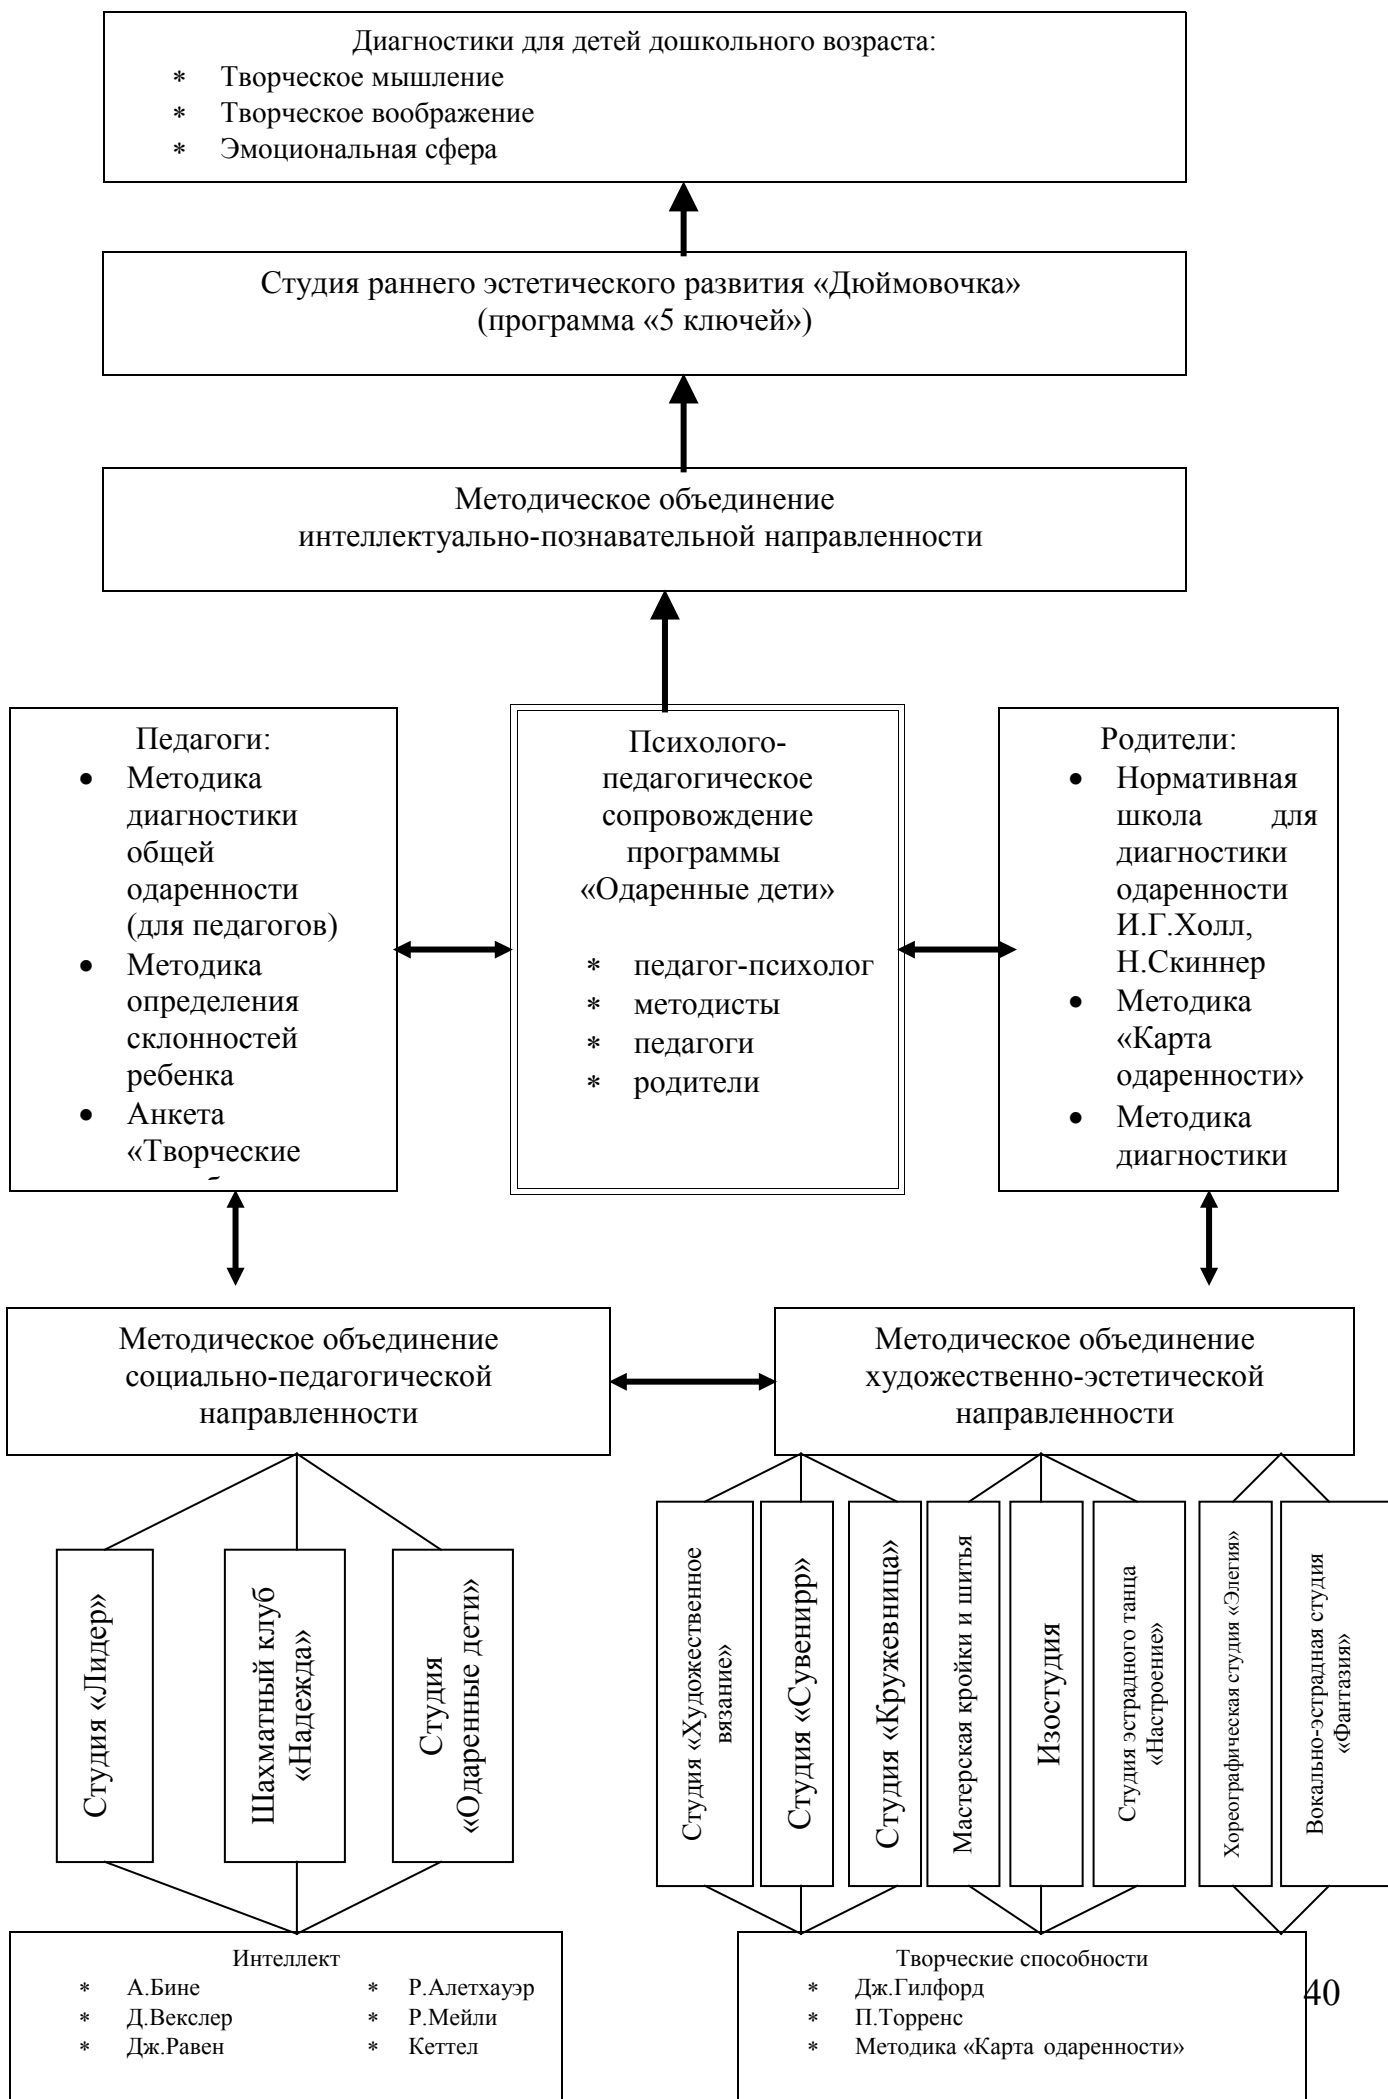 Диагностики для детей дошкольного возраста:
* Творческое мышление
* Творческое воображение
* Эмоциональная сфера
Студия раннего эстетического развития «Дюймовочка»
(программа «5 ключей»)
Методическое объединение
интеллектуально-познавательной направленности
Педагоги:
• Методика
диагностики
общей
одаренности
(для педагогов)
• Методика
определения
склонностей
ребенка
• Анкета
«Творческие
Психолого-
педагогическое
сопровождение
программы
«Одаренные дети»
* педагог-психолог
* методисты
* педагоги
* родители
Родители:
• Нормативная
школа для
диагностики
одаренности
И.Г.Холл,
Н.Скиннер
• Методика
«Карта
одаренности»
• Методика
диагностики
Методическое объединение
социально-педагогической
направленности
Методическое объединение
художественно-эстетической
направленности
Студия «Лидер»
Шахматный клуб
«Надежда»
Студия
«Одаренные дети»
Студия «Художественное
вязание»
Студия «Сувенирр»
Студия «Кружевница»
Мастерская кройки и шитья
Изостудия
Студия эстрадного танца
«Настроение»
Хореографическая студия «Элегия»
Вокально-эстрадная студия
«Фантазия»
Интеллект
* А.Бине
* Д.Векслер
* Дж.Равен
* Р.Алетхауэр
* Р.Мейли
* Кеттел
Творческие способности
* Дж.Гилфорд
* П.Торренс
* Методика «Карта одаренности»
40